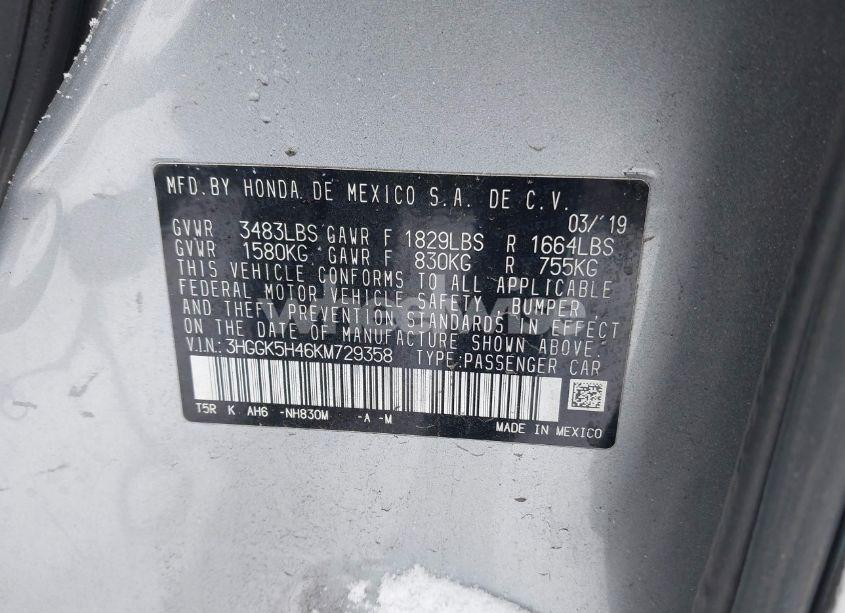 MFD. BY HONDA DE MEXICO S.A. DE C.V.
03/'19
GVWR 3483LBS GAWR F 1829LBS R 1664LBS
GVWR 1580KG GAWR F 830KG R 755KG
THIS VEHICLE CONFORMS TO ALL APPLICABLE
FEDERAL MOTOR VEHICLE SAFETY, BUMPER
AND THEFT PREVENTION STANDARDS IN EFFECT
ON THE DATE OF MANUFACTURE SHOWN ABOVE.
V.I.N.: 3HGGK5H46KM729358 TYPE: PASSENGER CAR
T5R K AH6 -NH830M -A -M
MADE IN MEXICO